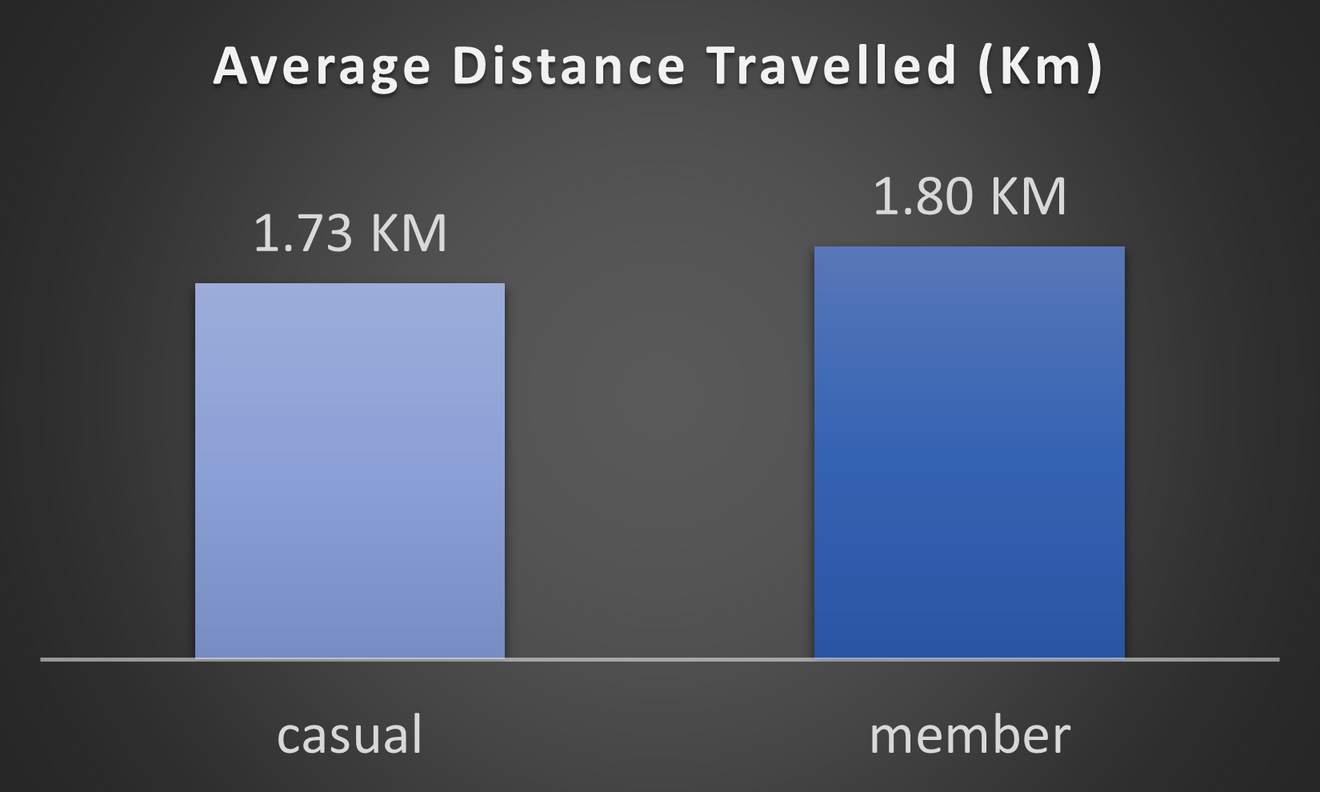 Average Distance Travelled (Km)
1.73 KM
1.80 KM
casual
member